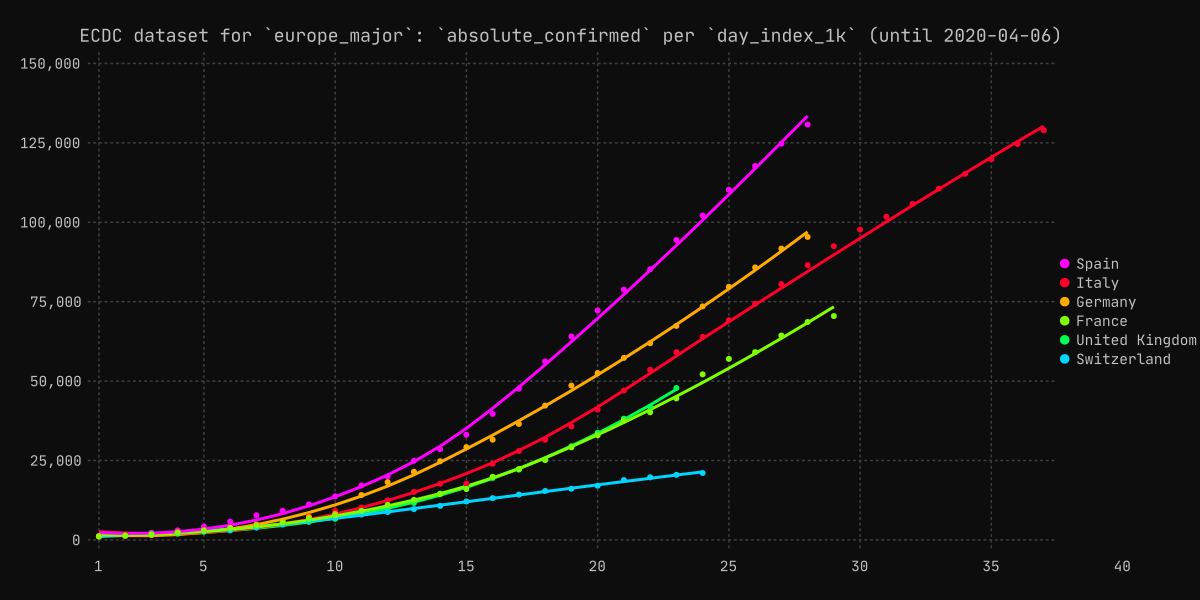 ECDC dataset for `europe_major`: `absolute_confirmed` per `day_index_1k` (until 2020-04-06)
150,000
125,000
100,000
75,000
50,000
25,000
0
1 5 10 15 20 25 30 35 40
Spain
Italy
Germany
France
United Kingdom
Switzerland